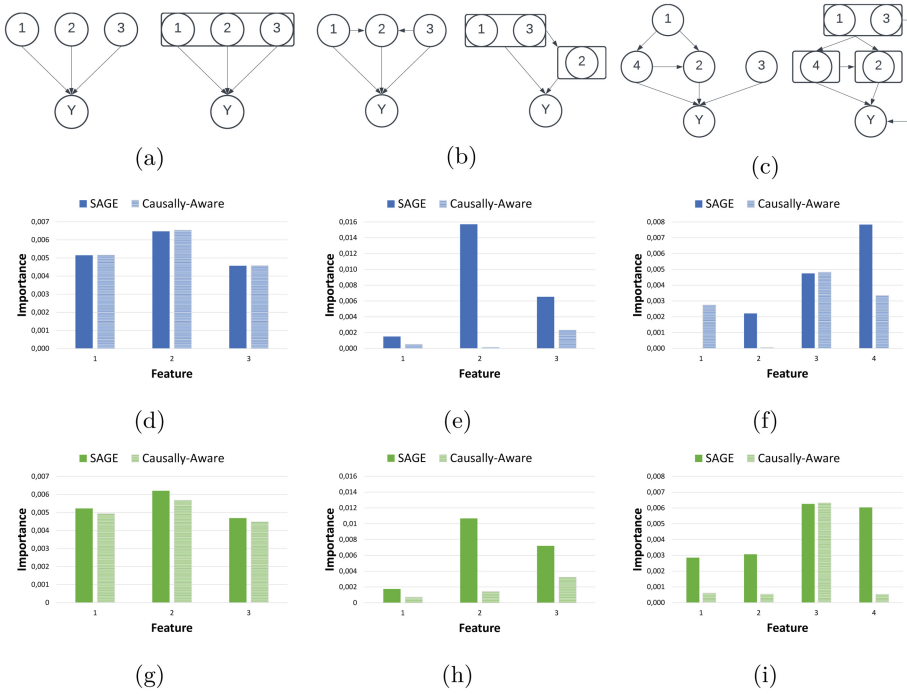 1 2 3 1 2 3
Y Y
(a)
1 2 3 1 3
2
Y Y
(b)
1 1 3
4 2 3 4 2
Y Y
(c)
SAGE Causally-Aware
Importance
0,007
0,006
0,005
0,004
0,003
0,002
0,001
0,000
1 2 3
Feature
(d)
SAGE Causally-Aware
Importance
0,016
0,014
0,012
0,010
0,008
0,006
0,004
0,002
0,000
1 2 3
Feature
(e)
SAGE Causally-Aware
Importance
0,008
0,007
0,006
0,005
0,004
0,003
0,002
0,001
0,000
1 2 3 4
Feature
(f)
SAGE Causally-Aware
Importance
0,007
0,006
0,005
0,004
0,003
0,002
0,001
0
1 2 3
Feature
(g)
SAGE Causally-Aware
Importance
0,016
0,014
0,012
0,01
0,008
0,006
0,004
0,002
0
1 2 3
Feature
(h)
SAGE Causally-Aware
Importance
0,008
0,007
0,006
0,005
0,004
0,003
0,002
0,001
0,000
1 2 3 4
Feature
(i)